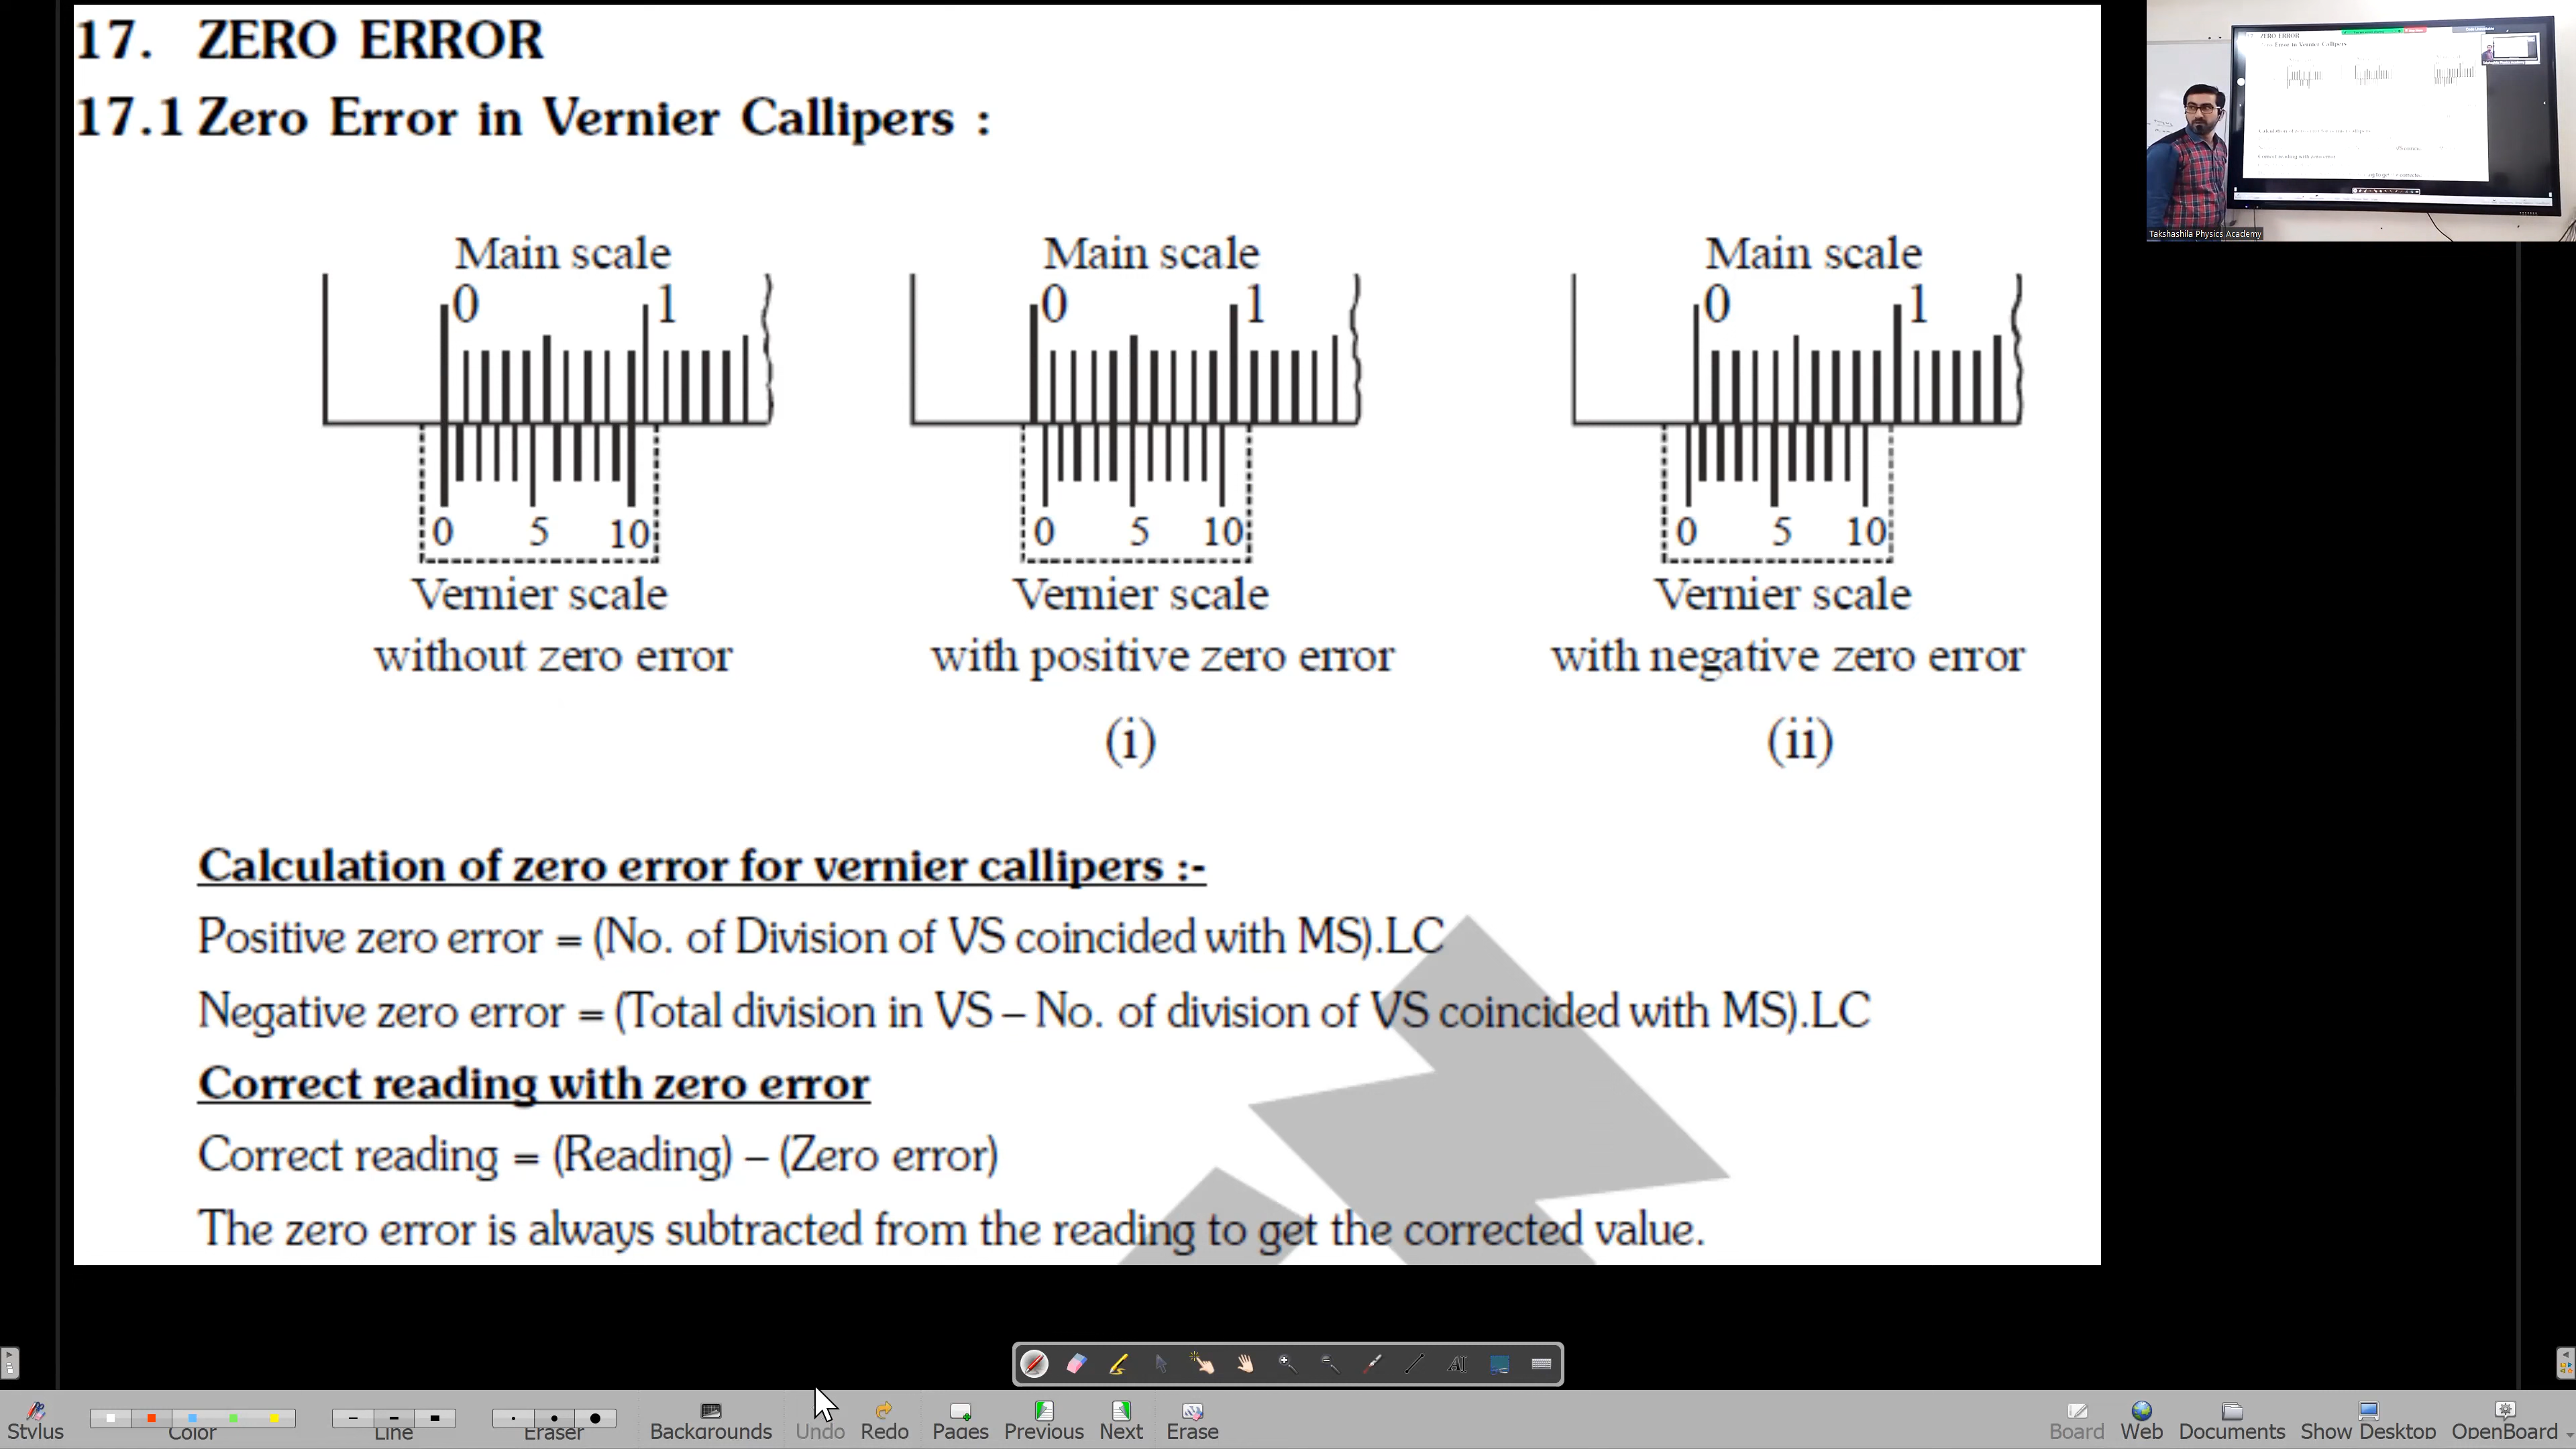 17. ZERO ERROR
17.1 Zero Error in Vernier Callipers :
Main scale
0 1
0 5 10
Vernier scale
without zero error
Main scale
0 1
0 5 10
Vernier scale
with positive zero error
(i)
Main scale
0 1
0 5 10
Vernier scale
with negative zero error
(ii)
Calculation of zero error for vernier callipers :-
Positive zero error = (No. of Division of VS coincided with MS).LC
Negative zero error = (Total division in VS – No. of division of VS coincided with MS).LC
Correct reading with zero error
Correct reading = (Reading) – (Zero error)
The zero error is always subtracted from the reading to get the corrected value.
ZERO ERROR
Error in Vernier Callipers
Takshashila Physics Academy
Stylus Color Line Eraser Backgrounds Undo Redo Pages Previous Next Erase Board Web Documents Show Desktop OpenBoard